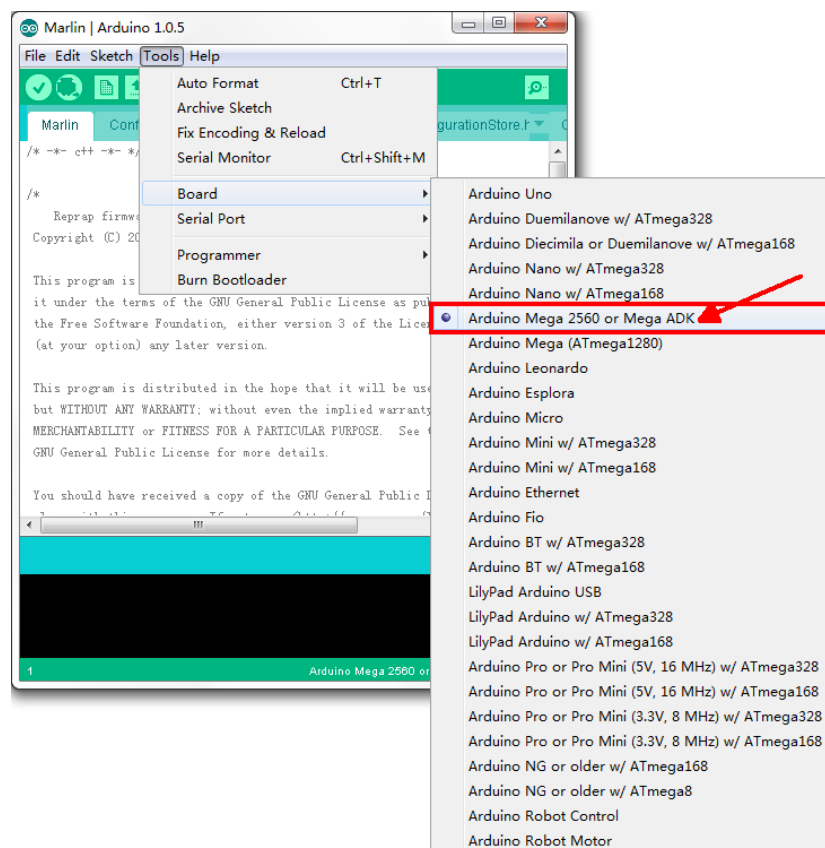 Marlin | Arduino 1.0.5
File Edit Sketch Tools Help
Marlin
Conf
gurationStore.h
Auto Format Ctrl+T
Archive Sketch
Fix Encoding & Reload
Serial Monitor Ctrl+Shift+M
Board
Serial Port
Programmer
Burn Bootloader
/* -*- c++ -*- */
/*
Reprap firmwa
Copyright (C) 20
This program is
it under the terms of the GNU General Public License as pu
the Free Software Foundation, either version 3 of the Lice
(at your option) any later version.
This program is distributed in the hope that it will be use
but WITHOUT ANY WARRANTY; without even the implied warranty
MERCHANTABILITY or FITNESS FOR A PARTICULAR PURPOSE. See
GNU General Public License for more details.
You should have received a copy of the GNU General Public
1
Arduino Mega 2560 or
Arduino Uno
Arduino Duemilanove w/ ATmega328
Arduino Diecimila or Duemilanove w/ ATmega168
Arduino Nano w/ ATmega328
Arduino Nano w/ ATmega168
Arduino Mega 2560 or Mega ADK
Arduino Mega (ATmega1280)
Arduino Leonardo
Arduino Esplora
Arduino Micro
Arduino Mini w/ ATmega328
Arduino Mini w/ ATmega168
Arduino Ethernet
Arduino Fio
Arduino BT w/ ATmega328
Arduino BT w/ ATmega168
LilyPad Arduino USB
LilyPad Arduino w/ ATmega328
LilyPad Arduino w/ ATmega168
Arduino Pro or Pro Mini (5V, 16 MHz) w/ ATmega328
Arduino Pro or Pro Mini (5V, 16 MHz) w/ ATmega168
Arduino Pro or Pro Mini (3.3V, 8 MHz) w/ ATmega328
Arduino Pro or Pro Mini (3.3V, 8 MHz) w/ ATmega168
Arduino NG or older w/ ATmega168
Arduino NG or older w/ ATmega8
Arduino Robot Control
Arduino Robot Motor